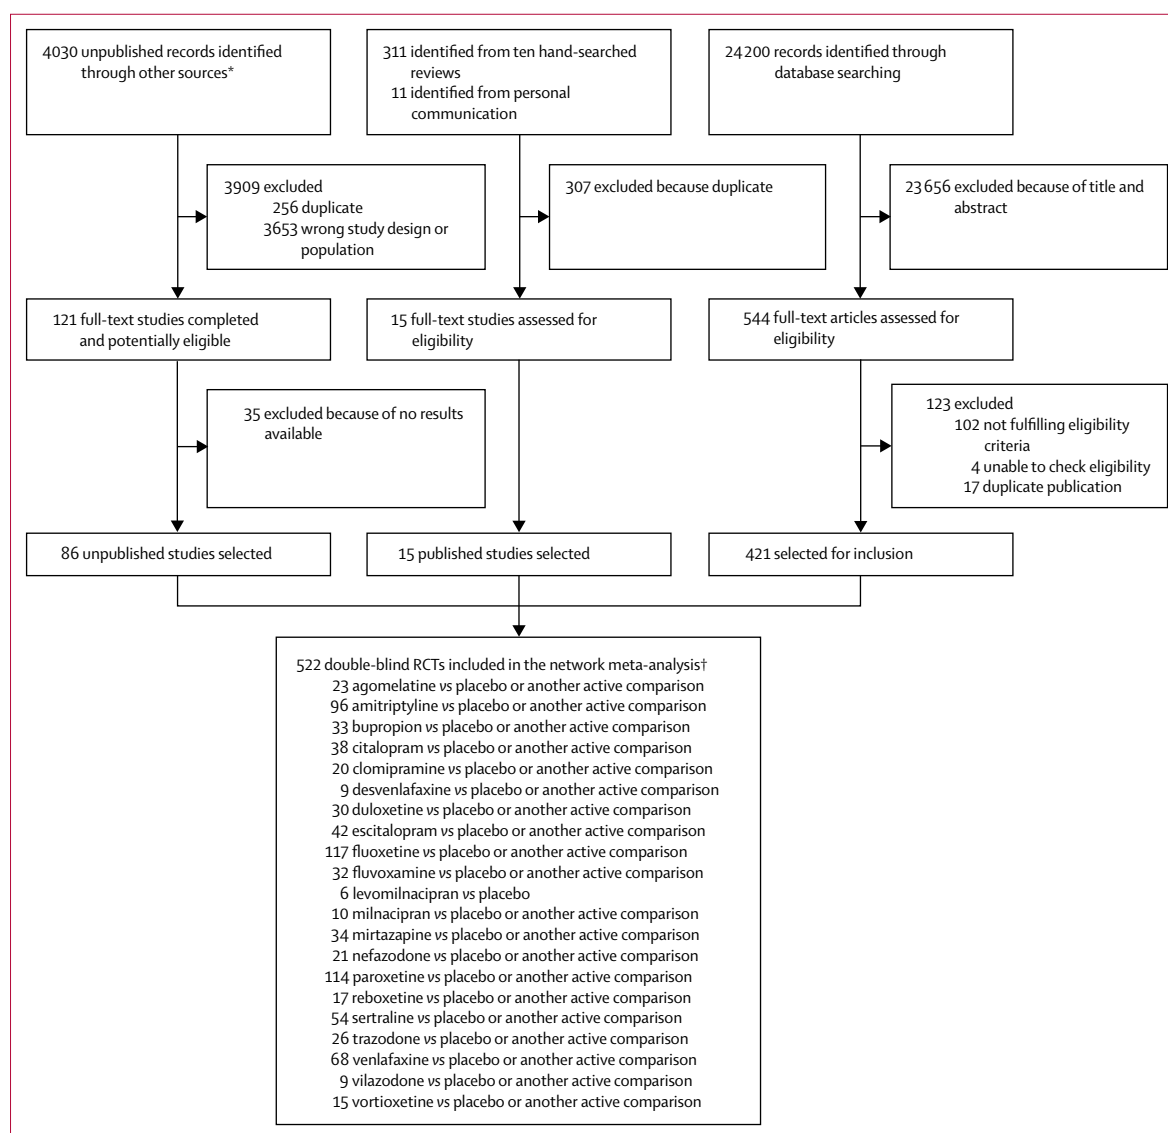 4030 unpublished records identified
through other sources*
311 identified from ten hand-searched
reviews
11 identified from personal
communication
24 200 records identified through
database searching
3909 excluded
256 duplicate
3653 wrong study design or
population
307 excluded because duplicate
23 656 excluded because of title and
abstract
121 full-text studies completed
and potentially eligible
15 full-text studies assessed for
eligibility
544 full-text articles assessed for
eligibility
35 excluded because of no results
available
123 excluded
102 not fulfilling eligibility
criteria
4 unable to check eligibility
17 duplicate publication
86 unpublished studies selected
15 published studies selected
421 selected for inclusion
522 double-blind RCTs included in the network meta-analysis†
23 agomelatine vs placebo or another active comparison
96 amitriptyline vs placebo or another active comparison
33 bupropion vs placebo or another active comparison
38 citalopram vs placebo or another active comparison
20 clomipramine vs placebo or another active comparison
9 desvenlafaxine vs placebo or another active comparison
30 duloxetine vs placebo or another active comparison
42 escitalopram vs placebo or another active comparison
117 fluoxetine vs placebo or another active comparison
32 fluvoxamine vs placebo or another active comparison
6 levomilnacipran vs placebo
10 milnacipran vs placebo or another active comparison
34 mirtazapine vs placebo or another active comparison
21 nefazodone vs placebo or another active comparison
114 paroxetine vs placebo or another active comparison
17 reboxetine vs placebo or another active comparison
54 sertraline vs placebo or another active comparison
26 trazodone vs placebo or another active comparison
68 venlafaxine vs placebo or another active comparison
9 vilazodone vs placebo or another active comparison
15 vortioxetine vs placebo or another active comparison